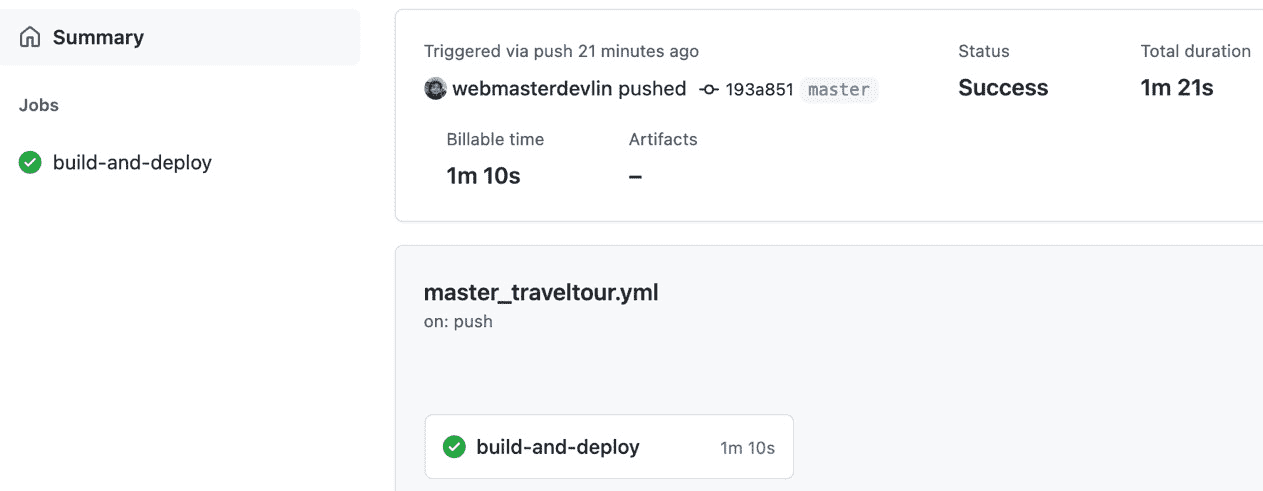 Summary
Jobs
build-and-deploy
Triggered via push 21 minutes ago
webmasterdevlin pushed 193a851 master
Status
Success
Total duration
1m 21s
Billable time
1m 10s
Artifacts
–
master_traveltour.yml
on: push
build-and-deploy 1m 10s